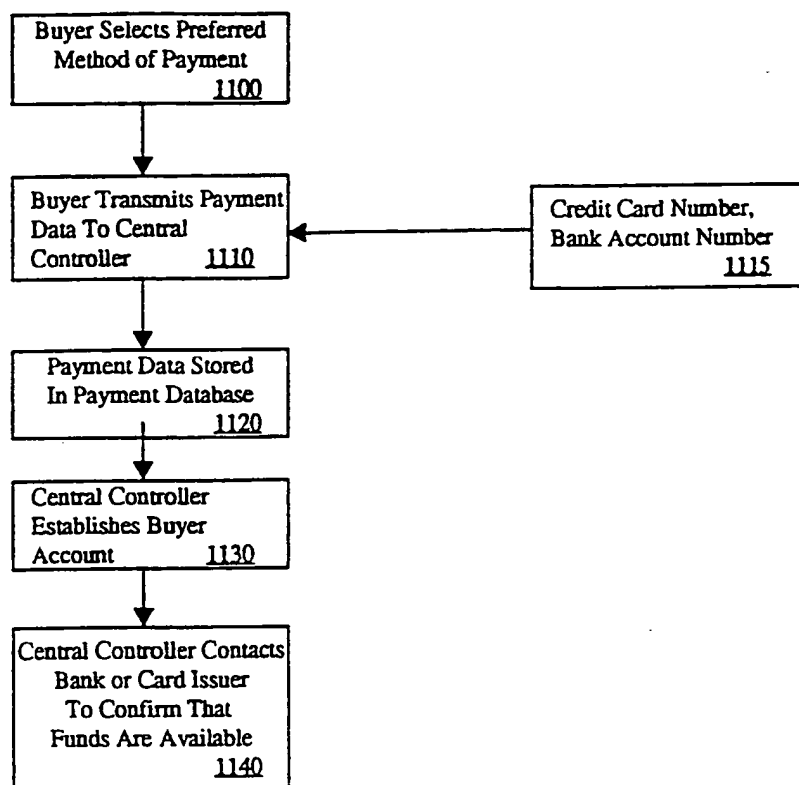 Buyer Selects Preferred
Method of Payment
1100
Buyer Transmits Payment
Data To Central
Controller 1110
Credit Card Number,
Bank Account Number
1115
Payment Data Stored
In Payment Database
1120
Central Controller
Establishes Buyer
Account 1130
Central Controller Contacts
Bank or Card Issuer
To Confirm That
Funds Are Available
1140